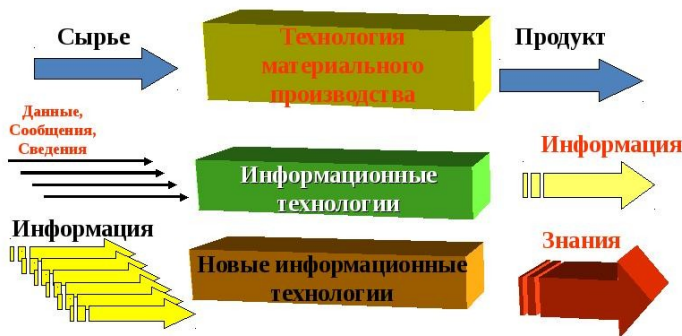 Сырье
Технология
материального
производства
Продукт
Данные,
Сообщения,
Сведения
Информационные
технологии
Информация
Информация
Новые информационные
технологии
Знания